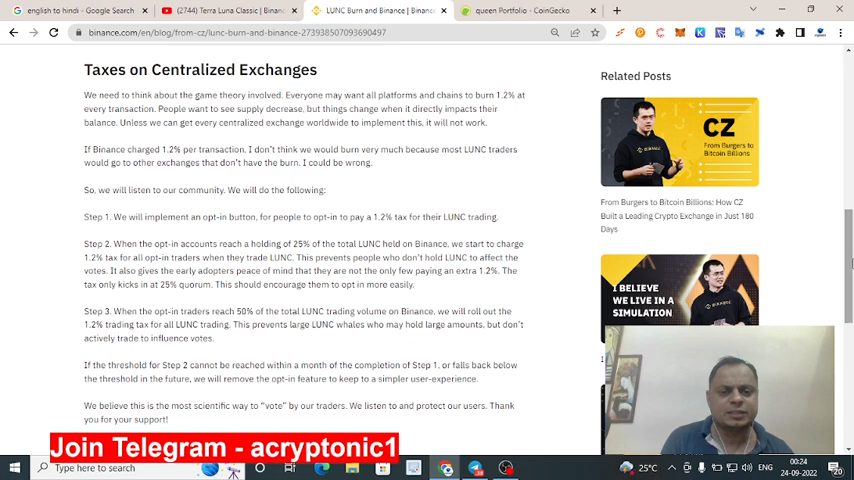 english to hindi - Google Search
(2744) Terra Luna Classic | Binanc
LUNC Burn and Binance | Binance
queen Portfolio - CoinGecko
binance.com/en/blog/from-cz/lunc-burn-and-binance-2739385070936904​97
Taxes on Centralized Exchanges
We need to think about the game theory involved. Everyone may want all platforms and chains to burn 1.2% at
every transaction. People want to see supply decrease, but things change when it directly impacts their
balance. Unless we can get every centralized exchange worldwide to implement this, it will not work.
If Binance charged 1.2% per transaction, I don't think we would burn very much because most LUNC traders
would go to other exchanges that don't have the burn. I could be wrong.
So, we will listen to our community. We will do the following:
Step 1. We will implement an opt-in button, for people to opt-in to pay a 1.2% tax for their LUNC trading.
Step 2. When the opt-in accounts reach a holding of 25% of the total LUNC held on Binance, we start to charge
1.2% tax for all opt-in traders when they trade LUNC. This prevents people who don't hold LUNC to affect the
votes. It also gives the early adopters peace of mind that they are not the only few paying an extra 1.2%. The
tax only kicks in at 25% quorum. This should encourage them to opt in more easily.
Step 3. When the opt-in traders reach 50% of the total LUNC trading volume on Binance, we will roll out the
1.2% trading tax for all LUNC trading. This prevents large LUNC whales who may hold large amounts, but don't
actively trade to influence votes.
If the threshold for Step 2 cannot be reached within a month of the completion of Step 1, or falls back below
the threshold in the future, we will remove the opt-in feature to keep to a simpler user-experience.
We believe this is the most scientific way to "vote" by our traders. We listen to and protect our users. Thank
you for your support!
Related Posts
CZ
From Burgers to
Bitcoin Billions
From Burgers to Bitcoin Billions: How CZ
Built a Leading Crypto Exchange in Just 180
Days
I BELIEVE
WE LIVE IN A
SIMULATION
Join Telegram - acryptonic1
Type here to search
25°C
ENG
00:24
24-09-2022
20